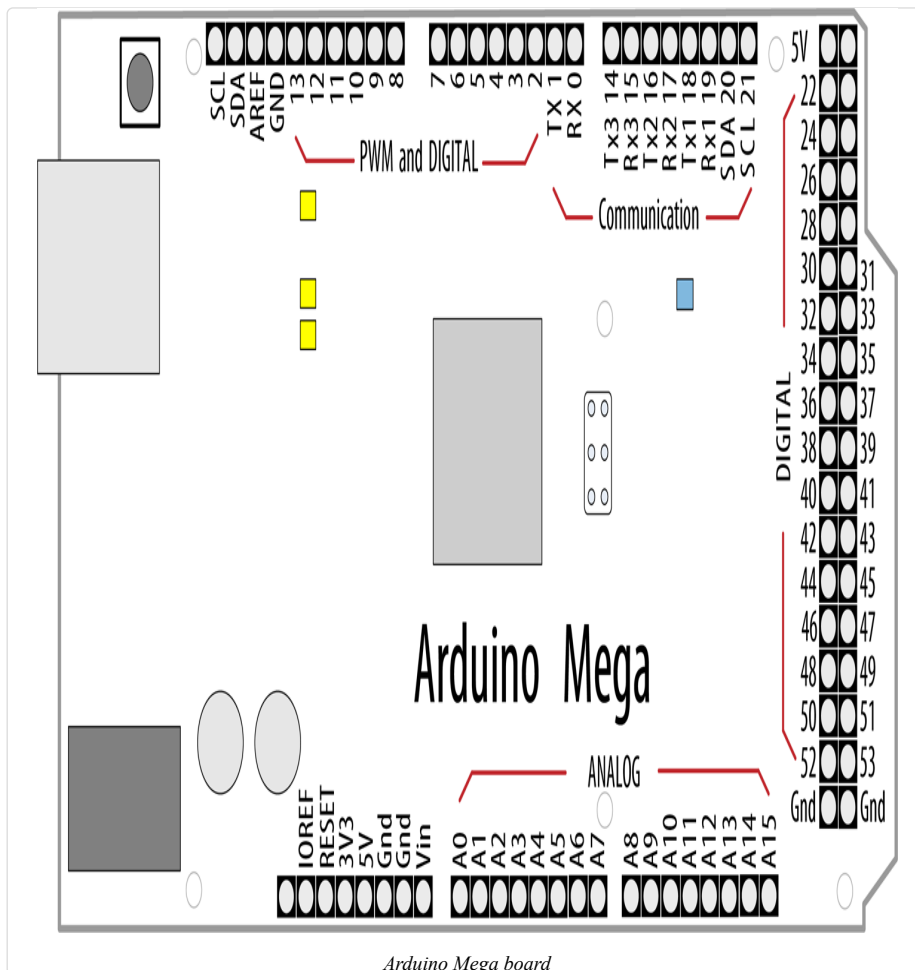 SCL
SDA
AREF
GND
13
12
11
10
9
8
7
6
5
4
3
2
TX 1
RX 0
Tx3 14
Rx3 15
Tx2 16
Rx2 17
Tx1 18
Rx1 19
SDA 20
SCL 21
PWM and DIGITAL
Communication
5V
22
24
26
28
30 31
32 33
34 35
36 37
38 39
40 41
42 43
44 45
46 47
48 49
50 51
52 53
Gnd Gnd
DIGITAL
Arduino Mega
ANALOG
IOREF
RESET
3V3
5V
Gnd
Gnd
Vin
A0
A1
A2
A3
A4
A5
A6
A7
A8
A9
A10
A11
A12
A13
A14
A15
Arduino Mega board